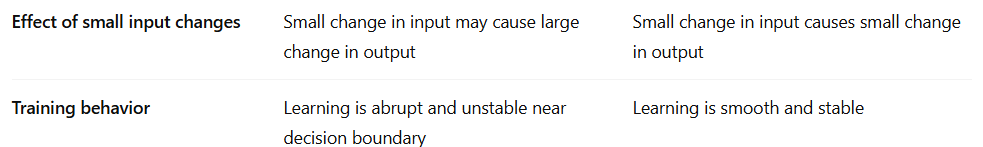 Effect of small input changes
Small change in input may cause large
change in output
Small change in input causes small change
in output
Training behavior
Learning is abrupt and unstable near
decision boundary
Learning is smooth and stable